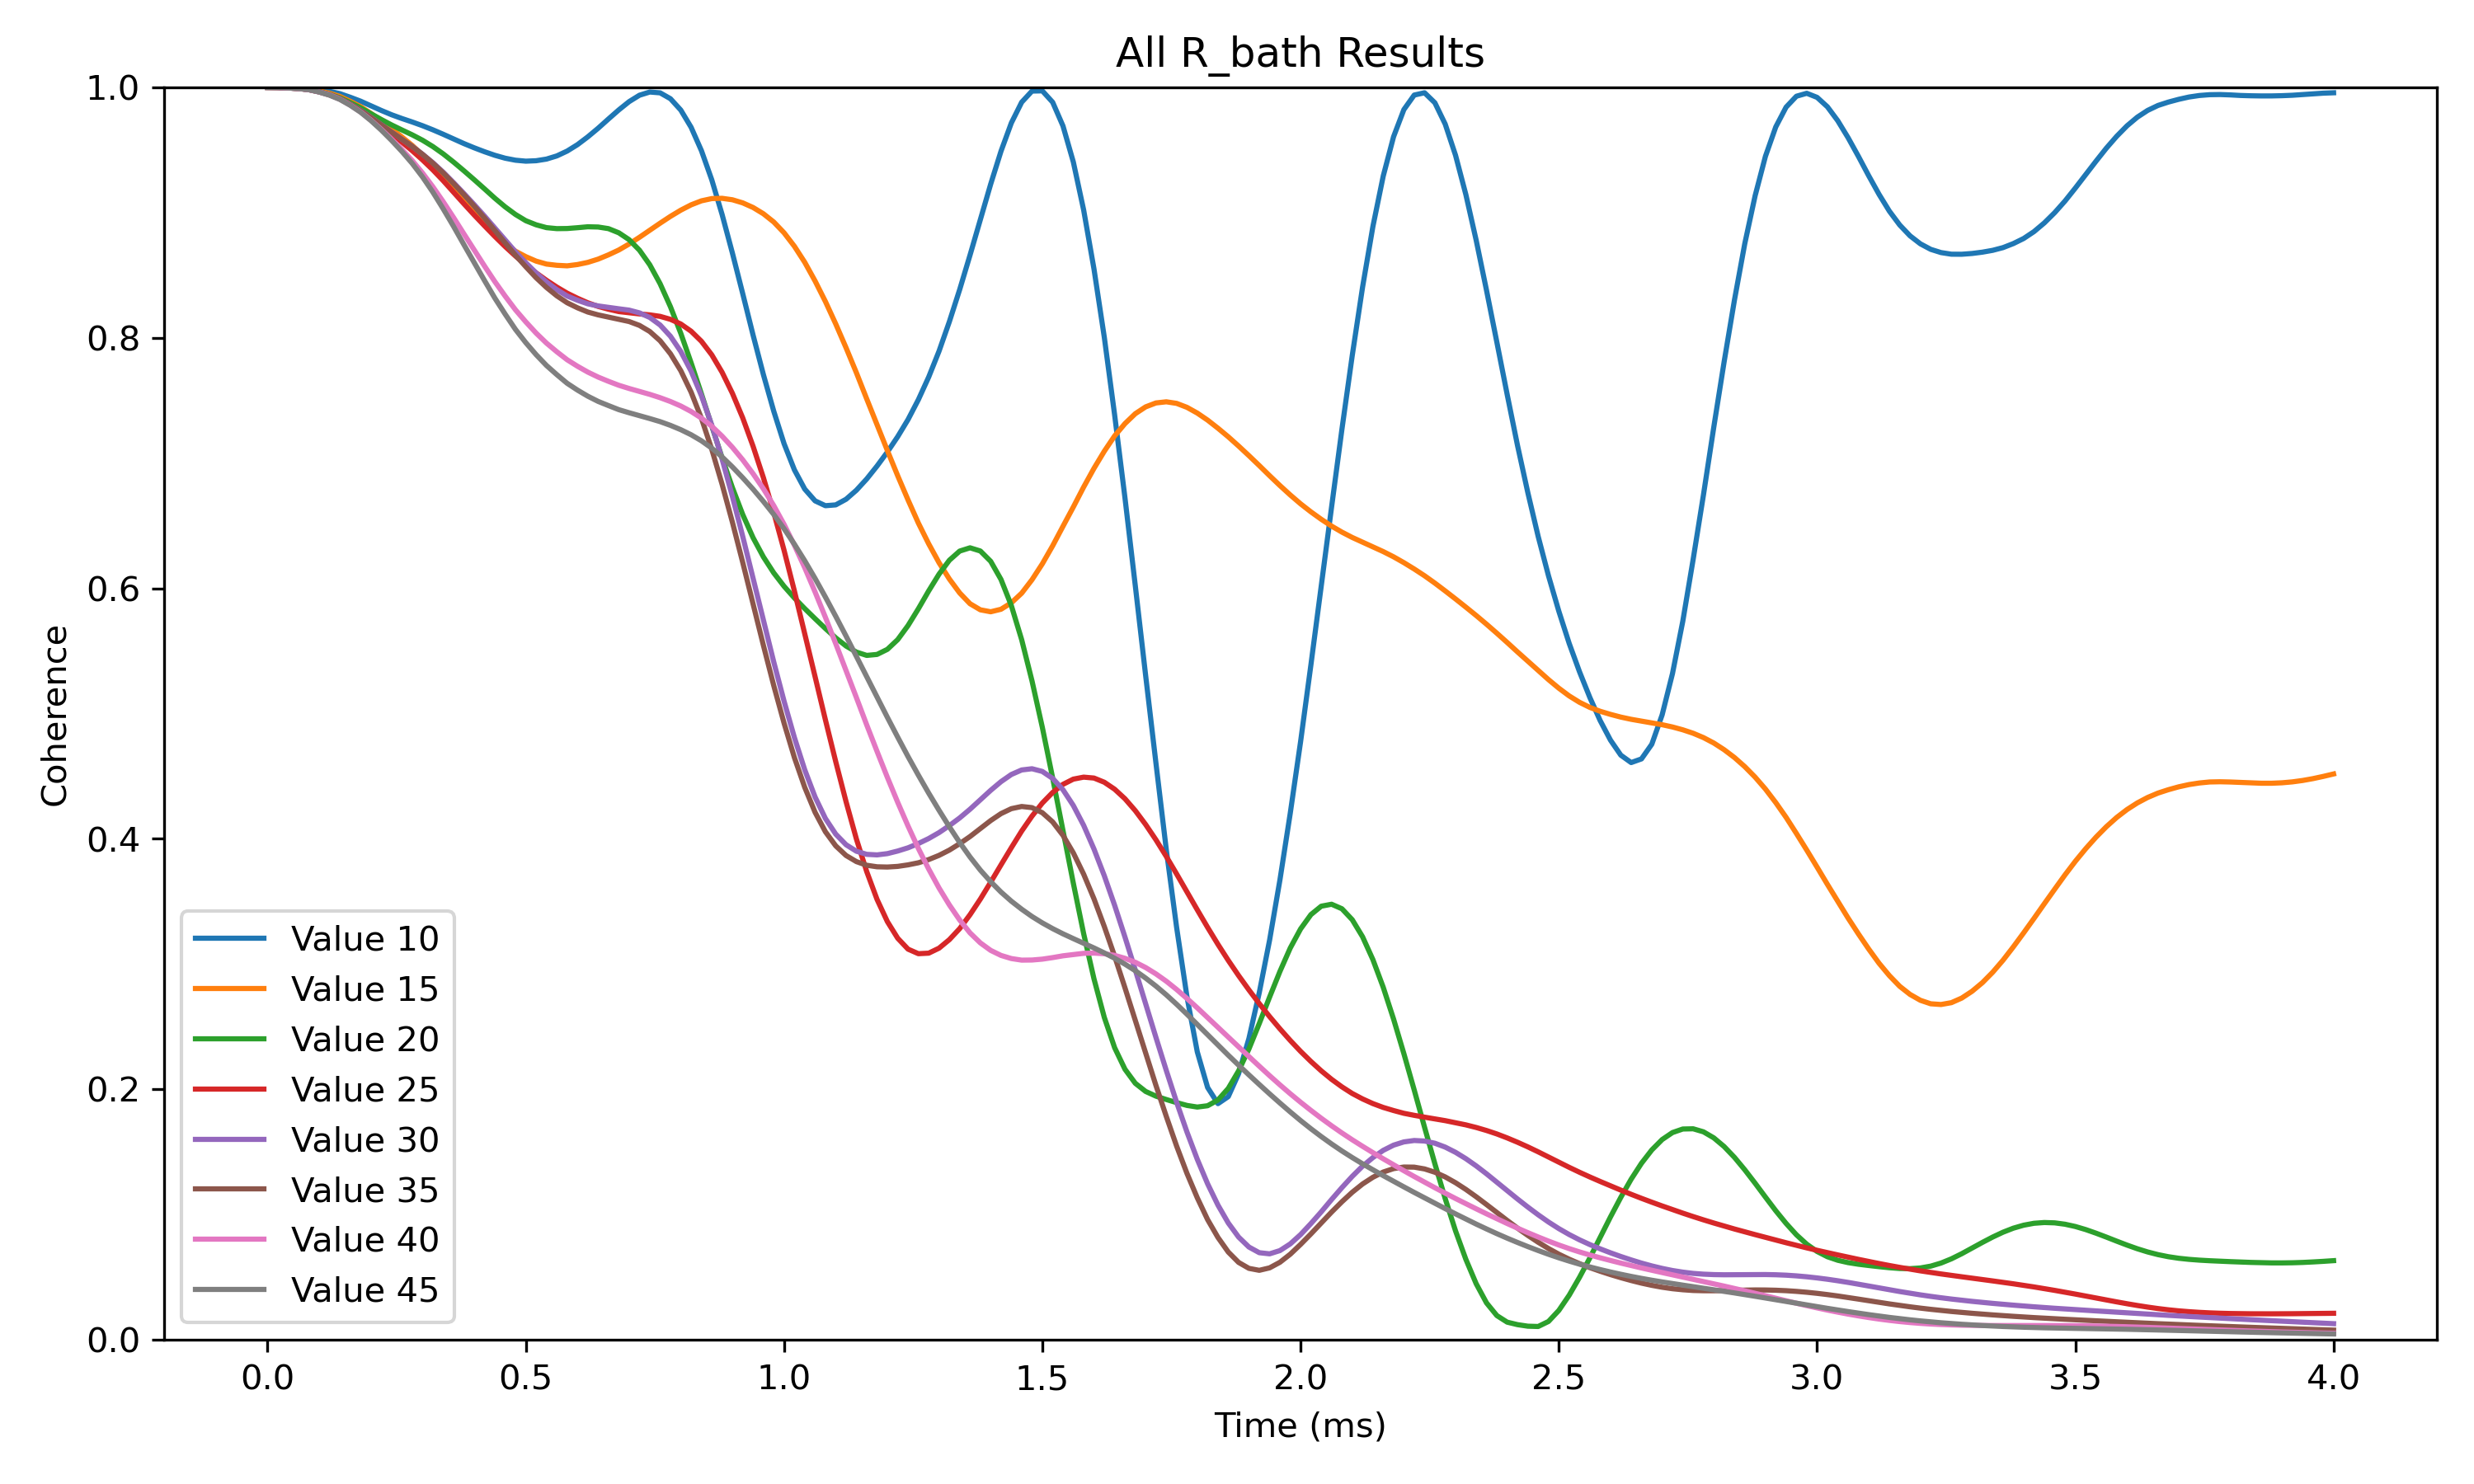 All R_bath Results
Coherence
1.0
0.8
0.6
0.4
0.2
0.0
Value 10
Value 15
Value 20
Value 25
Value 30
Value 35
Value 40
Value 45
0.0 0.5 1.0 1.5 2.0 2.5 3.0 3.5 4.0
Time (ms)